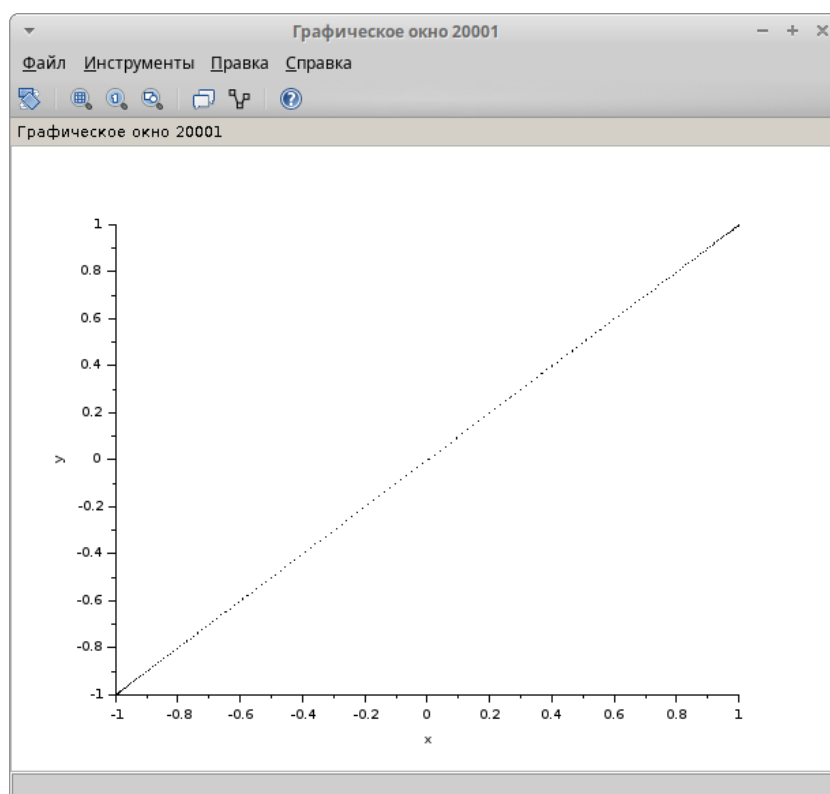 Графическое окно 20001
Файл Инструменты Правка Справка
Графическое окно 20001
1
0.8
0.6
0.4
0.2
y 0
-0.2
-0.4
-0.6
-0.8
-1
-1 -0.8 -0.6 -0.4 -0.2 0 0.2 0.4 0.6 0.8 1
x